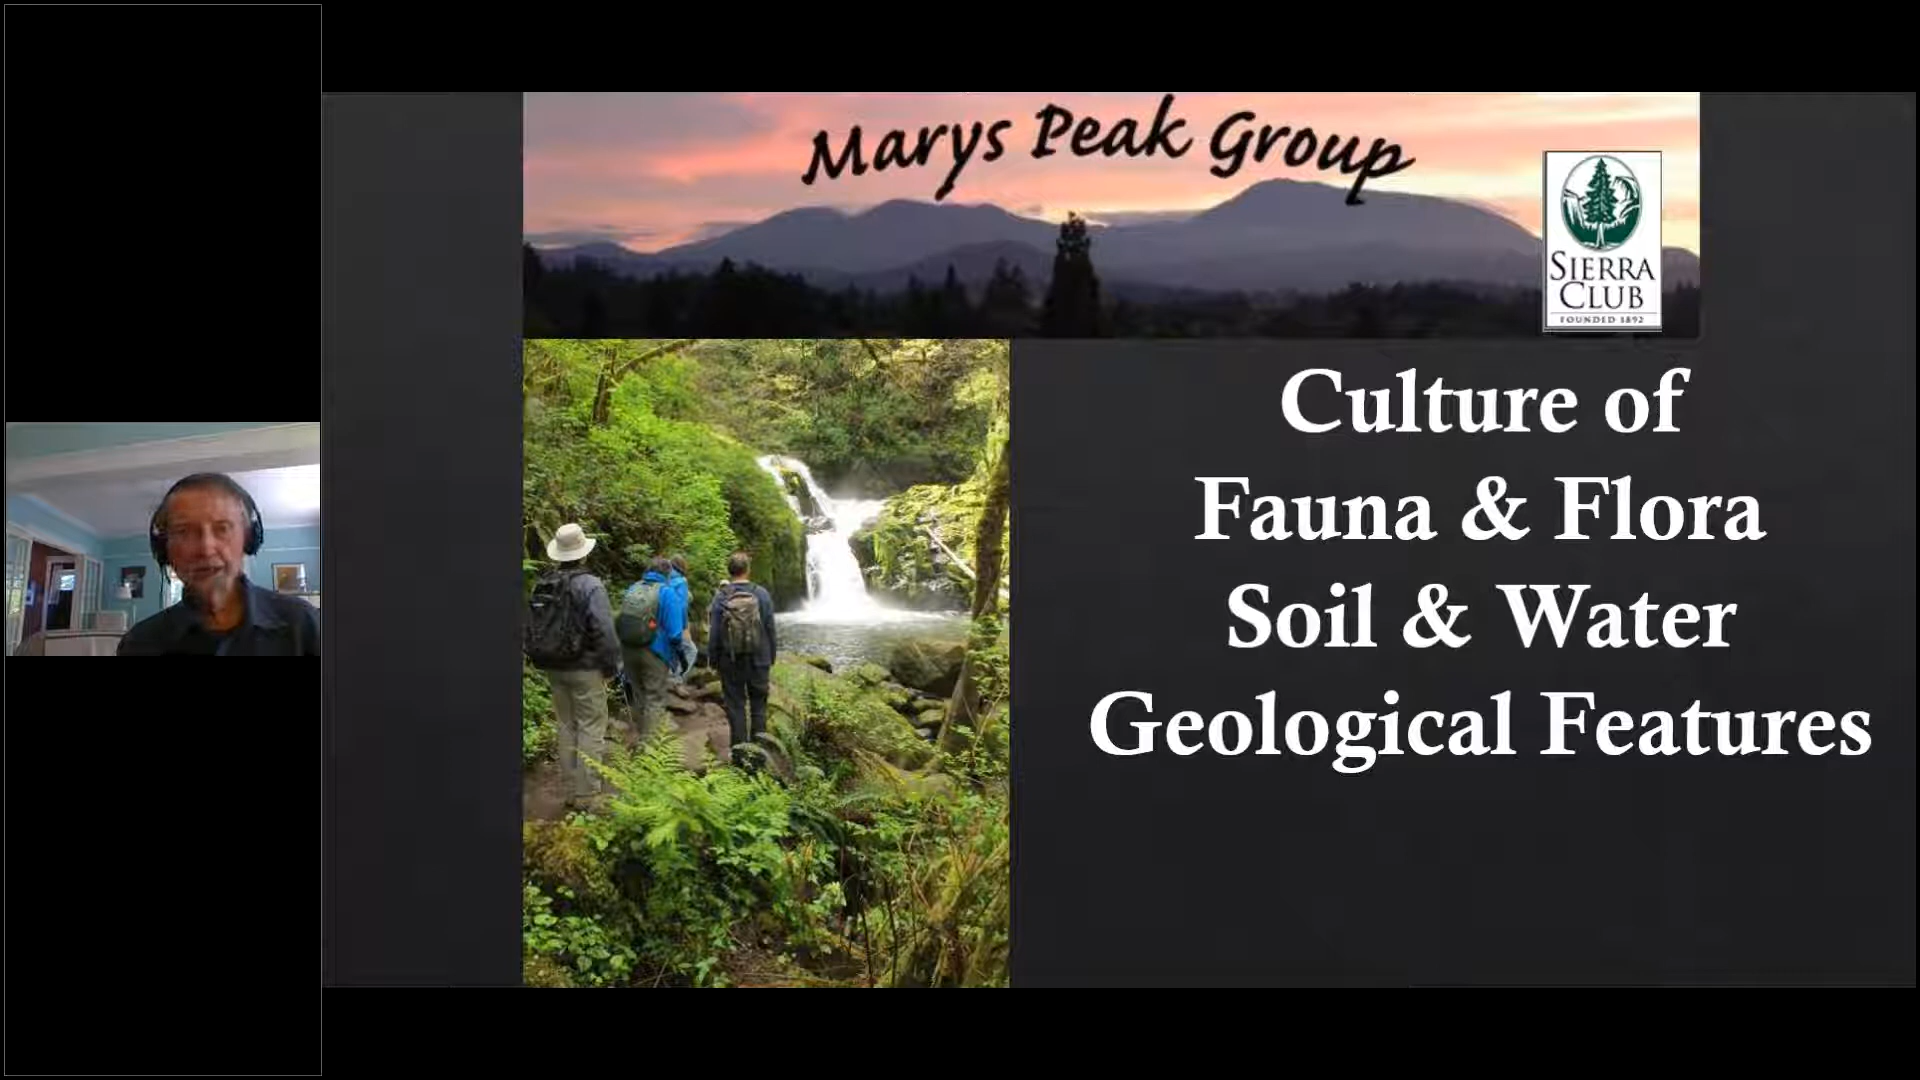 Marys Peak Group
SIERRA
CLUB
FOUNDED 1892
Culture of
Fauna & Flora
Soil & Water
Geological Features